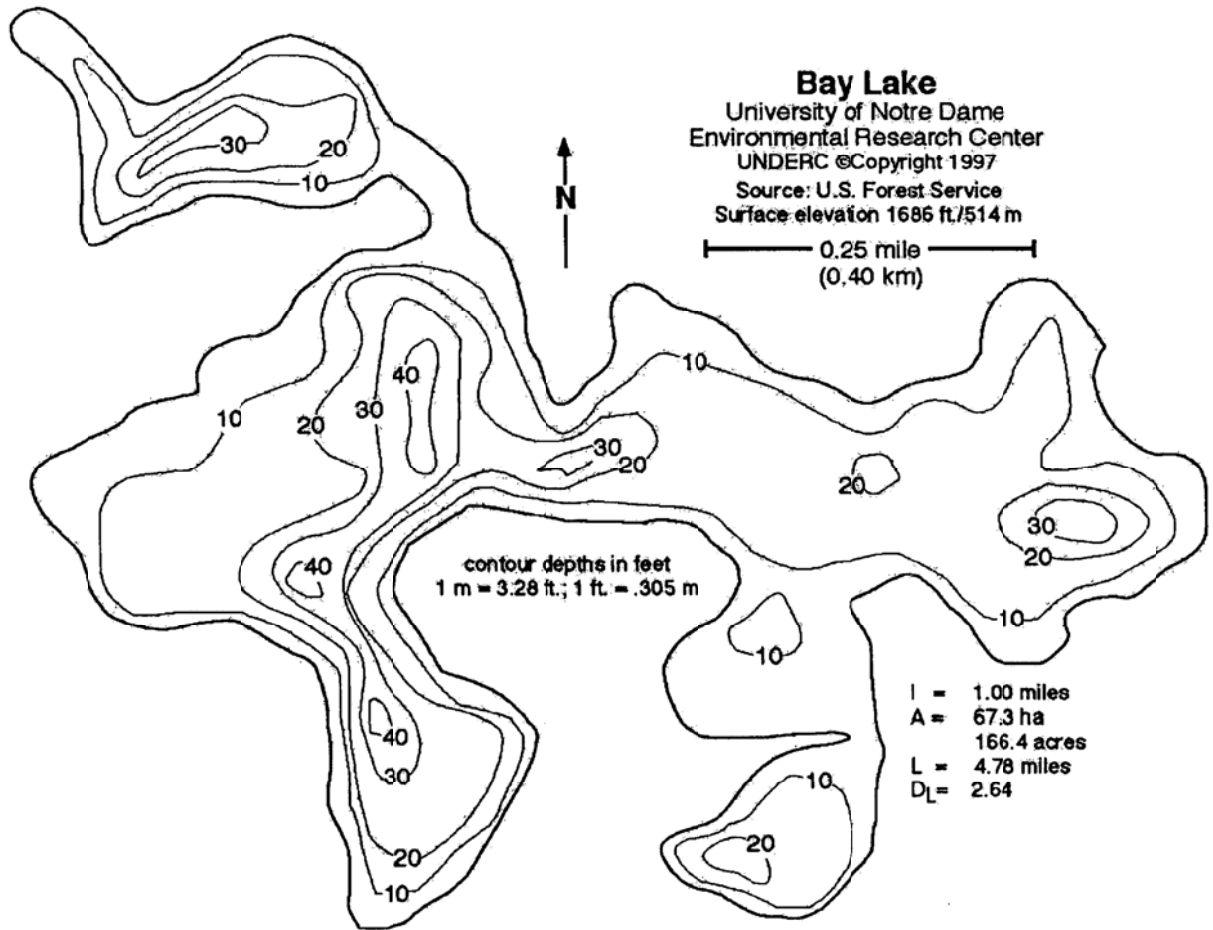 Bay Lake
University of Notre Dame
Environmental Research Center
UNDERC ©Copyright 1997
Source: U.S. Forest Service
Surface elevation 1686 ft./514 m
0.25 mile
(0.40 km)
N
30
20
10
10
20
30
40
10
30
20
20
30
20
10
40
contour depths in feet
1 m = 3.28 ft.; 1 ft. = .305 m
10
40
30
20
10
10
20
l = 1.00 miles
A = 67.3 ha
166.4 acres
L = 4.78 miles
DL= 2.64